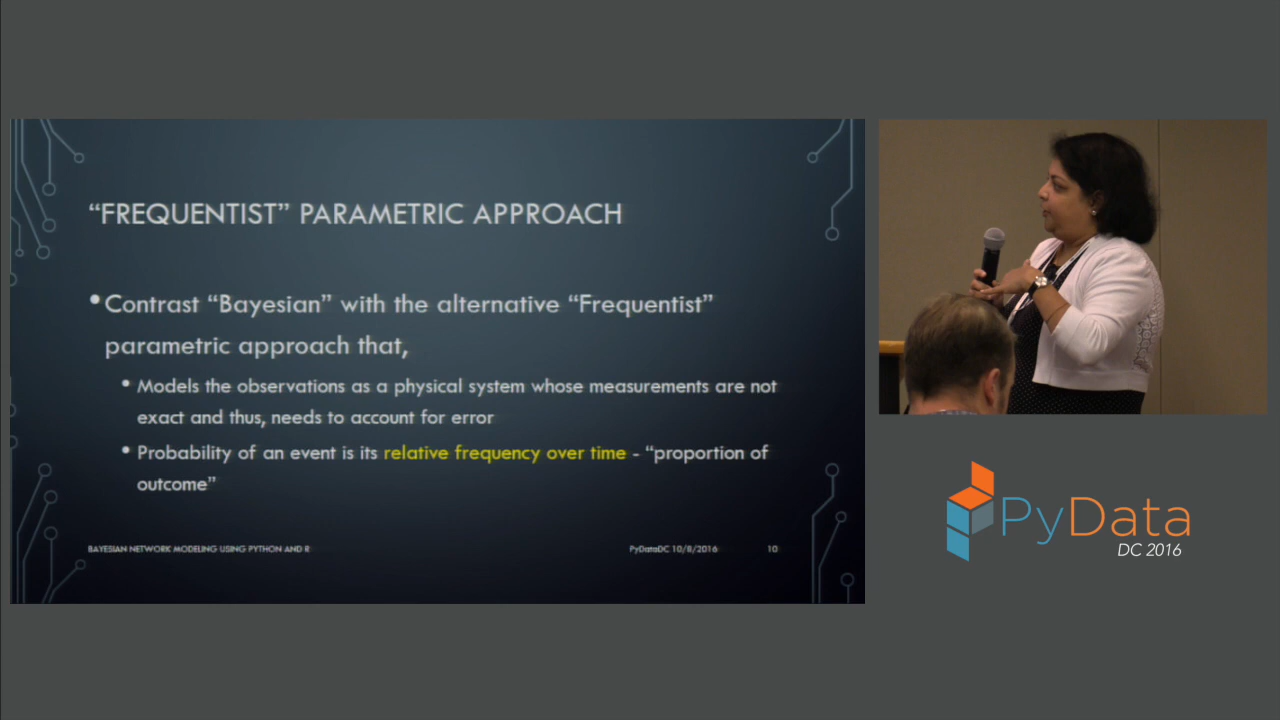 “FREQUENTIST” PARAMETRIC APPROACH
• Contrast “Bayesian” with the alternative “Frequentist”
parametric approach that,
• Models the observations as a physical system whose measurements are not
exact and thus, needs to account for error
• Probability of an event is its relative frequency over time - “proportion of
outcome”
BAYESIAN NETWORK MODELING USING PYTHON AND R
PyDataDC 10/8/2016
10
PyData
DC 2016